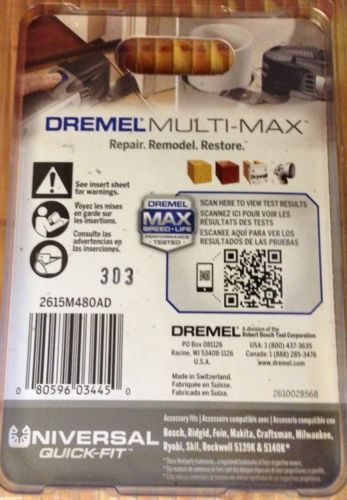 DREMEL MULTI-MAX™
Repair. Remodel. Restore.™
See insert sheet
for warnings.
Voyez les mises
en garde sur
les insertions.
Consulte las
advertencias en
las inserciones.
303
2615M480AD
0 80596 03445 0
DREMEL
MAX
SPEED+LIFE
PERFORMANCE
TESTED
SCAN HERE TO VIEW TEST RESULTS
SCANNEZ ICI POUR VOIR LES
RÉSULTATS DES TESTS
ESCANEE AQUÍ PARA VER LOS
RESULTADOS DE LAS PRUEBAS
DREMEL
A division of the
Robert Bosch Tool Corporation
PO Box 081126
Racine, WI 53408-1126
U.S.A.
USA: 1 (800) 437-3635
Canada: 1 (888) 285-3476
www.dremel.com
Made in Switzerland.
Fabriquée en Suisse.
Fabricada en Suiza.
2610028568
UNIVERSAL
QUICK-FIT™
Accessory fits | Accessoire compatible avec | Accesorio compatible con
Bosch, Ridgid, Fein, Makita, Craftsman, Milwaukee,
Ryobi, Skil, Rockwell 5139K & 5140K*